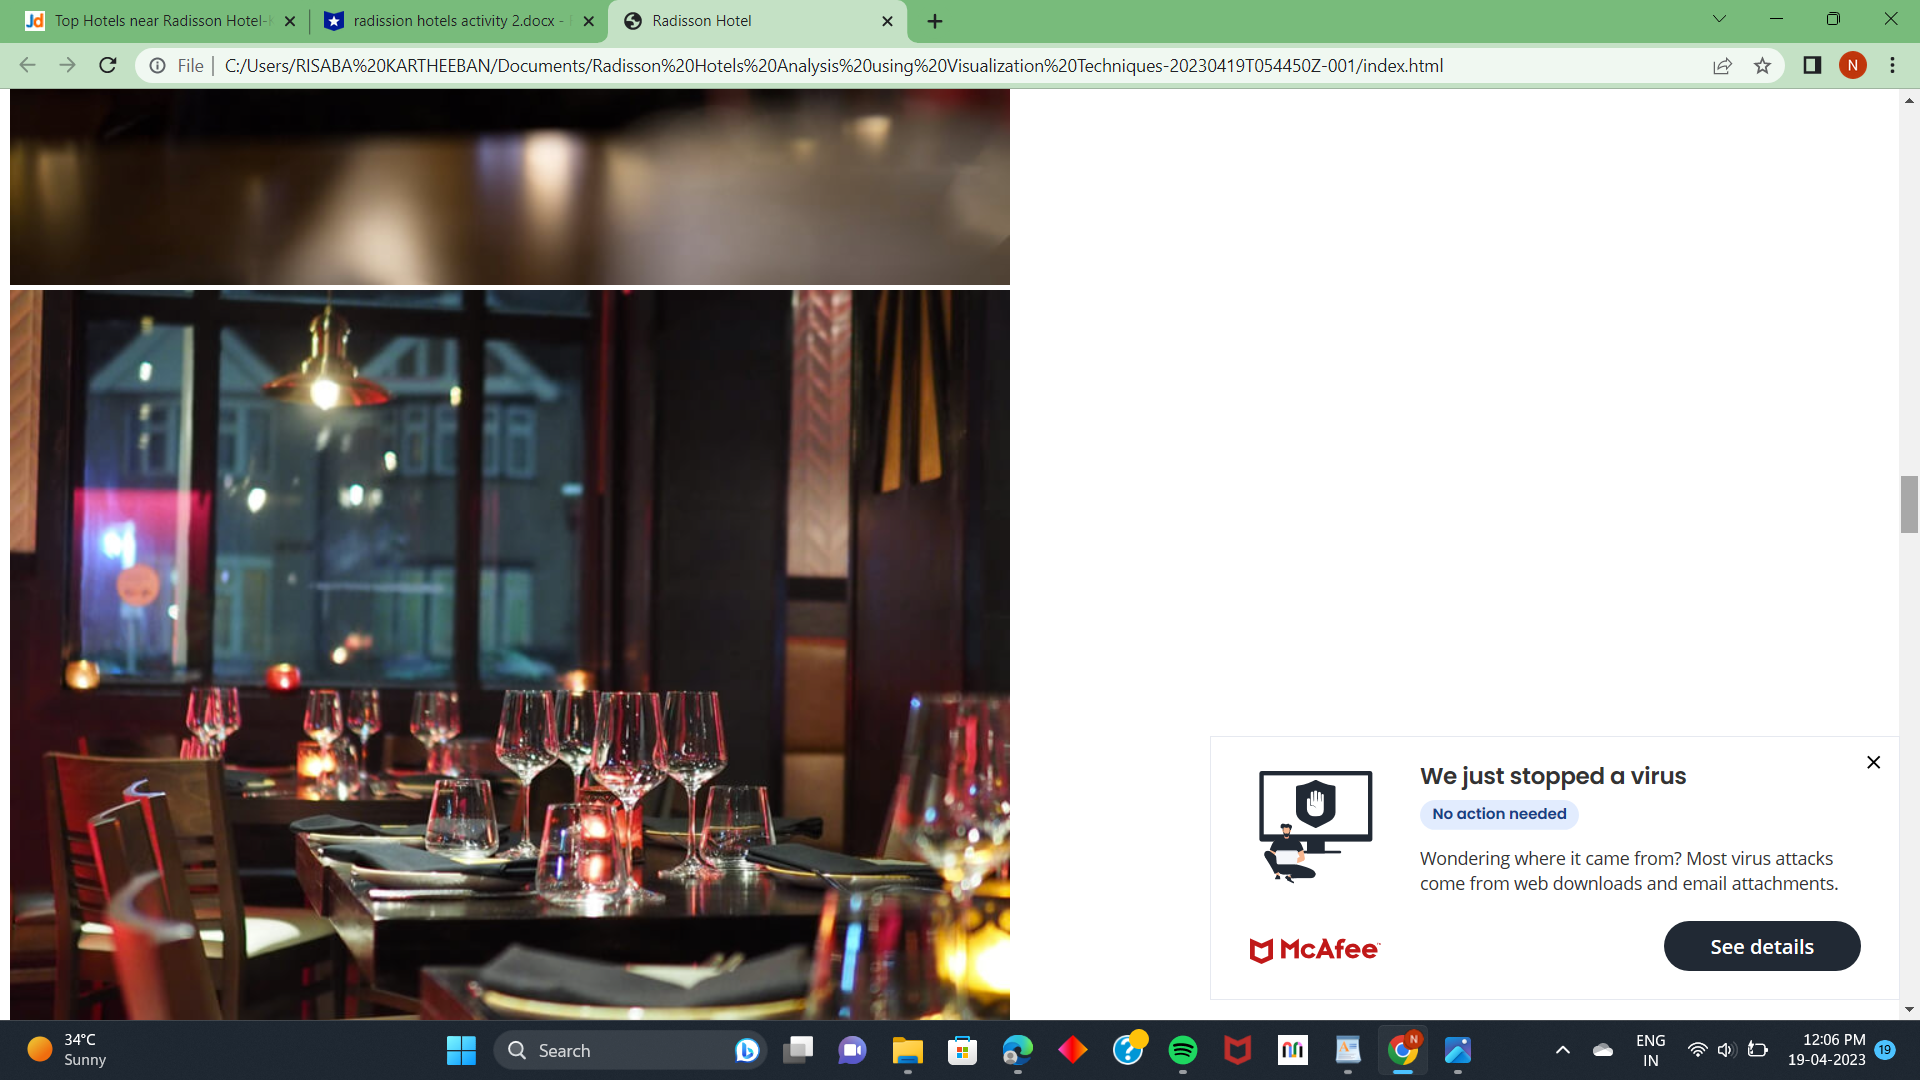 Top Hotels near Radisson Hotel-
radission hotels activity 2.docx -
Radisson Hotel
File
C:/Users/RISABA%20KARTHEEBAN/Documents/Radisson%20Hotels%20Analysis%20using%20Visualization%20Techniques-20230419T054450Z-001/index.html
N
We just stopped a virus
No action needed
Wondering where it came from? Most virus attacks
come from web downloads and email attachments.
McAfee
See details
34°C
Sunny
Search
N
ENG
IN
12:06 PM
19-04-2023
19